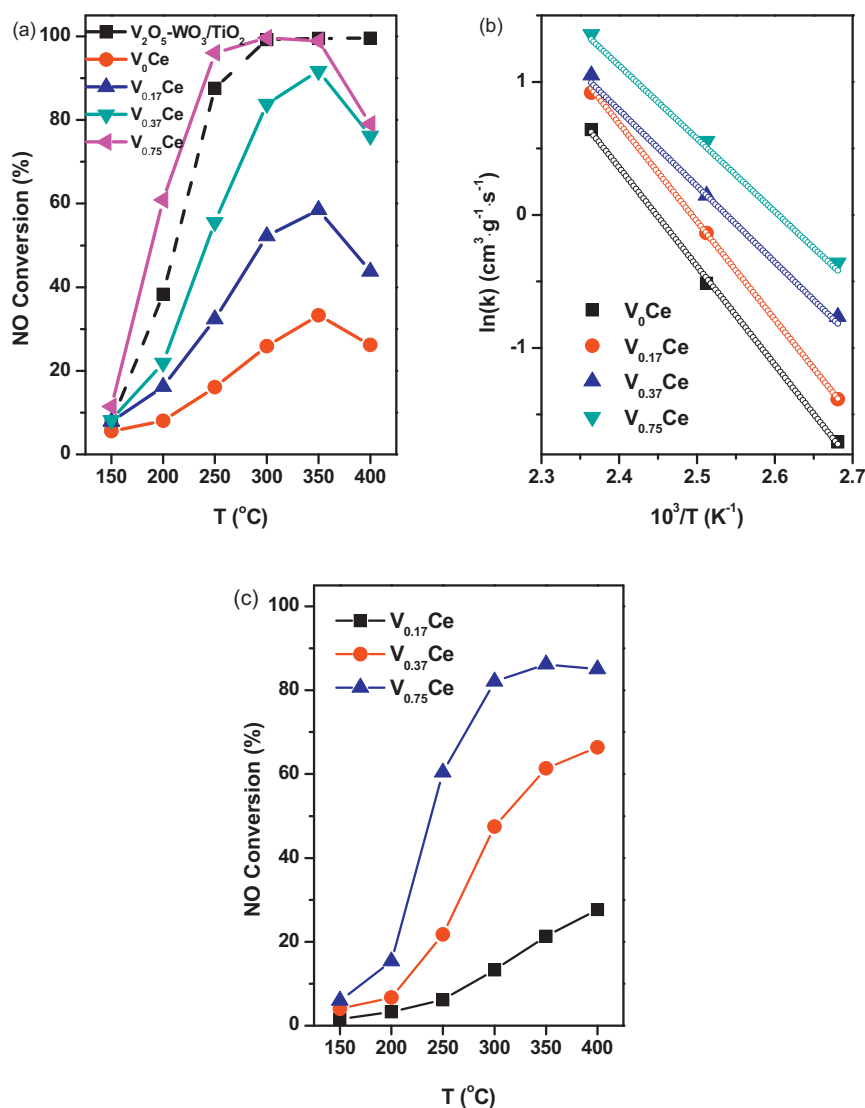 (a)
100
80
60
40
20
0
NO Conversion (%)
V₂O₅-WO₃/TiO₂
V₀Ce
V₀.₁₇Ce
V₀.₃₇Ce
V₀.₇₅Ce
150 200 250 300 350 400
T (°C)
(b)
1
0
-1
ln(k) (cm³·g⁻¹·s⁻¹)
V₀Ce
V₀.₁₇Ce
V₀.₃₇Ce
V₀.₇₅Ce
2.3 2.4 2.5 2.6 2.7
10³/T (K⁻¹)
(c)
100
80
60
40
20
0
NO Conversion (%)
V₀.₁₇Ce
V₀.₃₇Ce
V₀.₇₅Ce
150 200 250 300 350 400
T (°C)